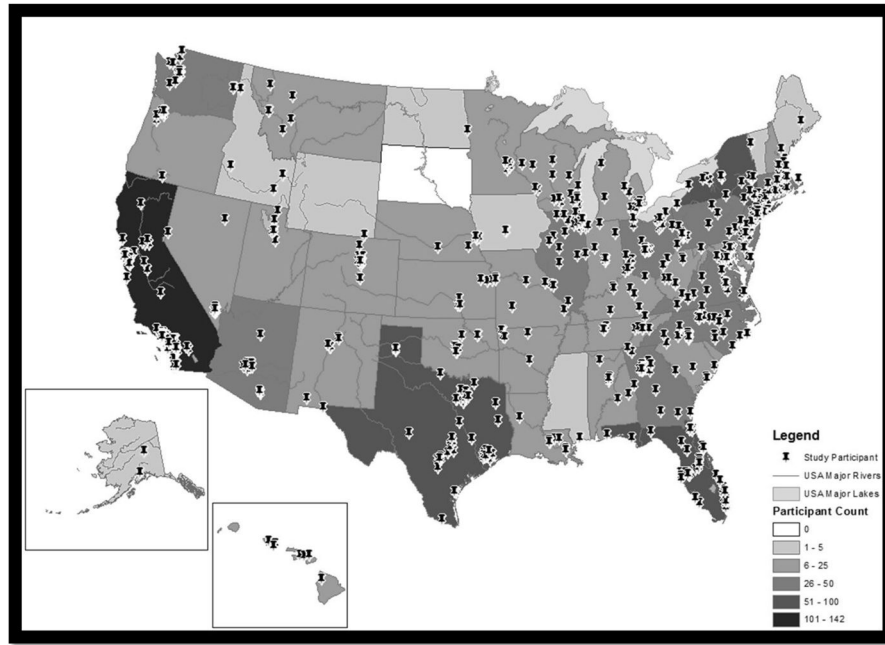 Legend
Study Participant
USA Major Rivers
USA Major Lakes
Participant Count
0
1 - 5
6 - 25
26 - 50
51 - 100
101 - 142